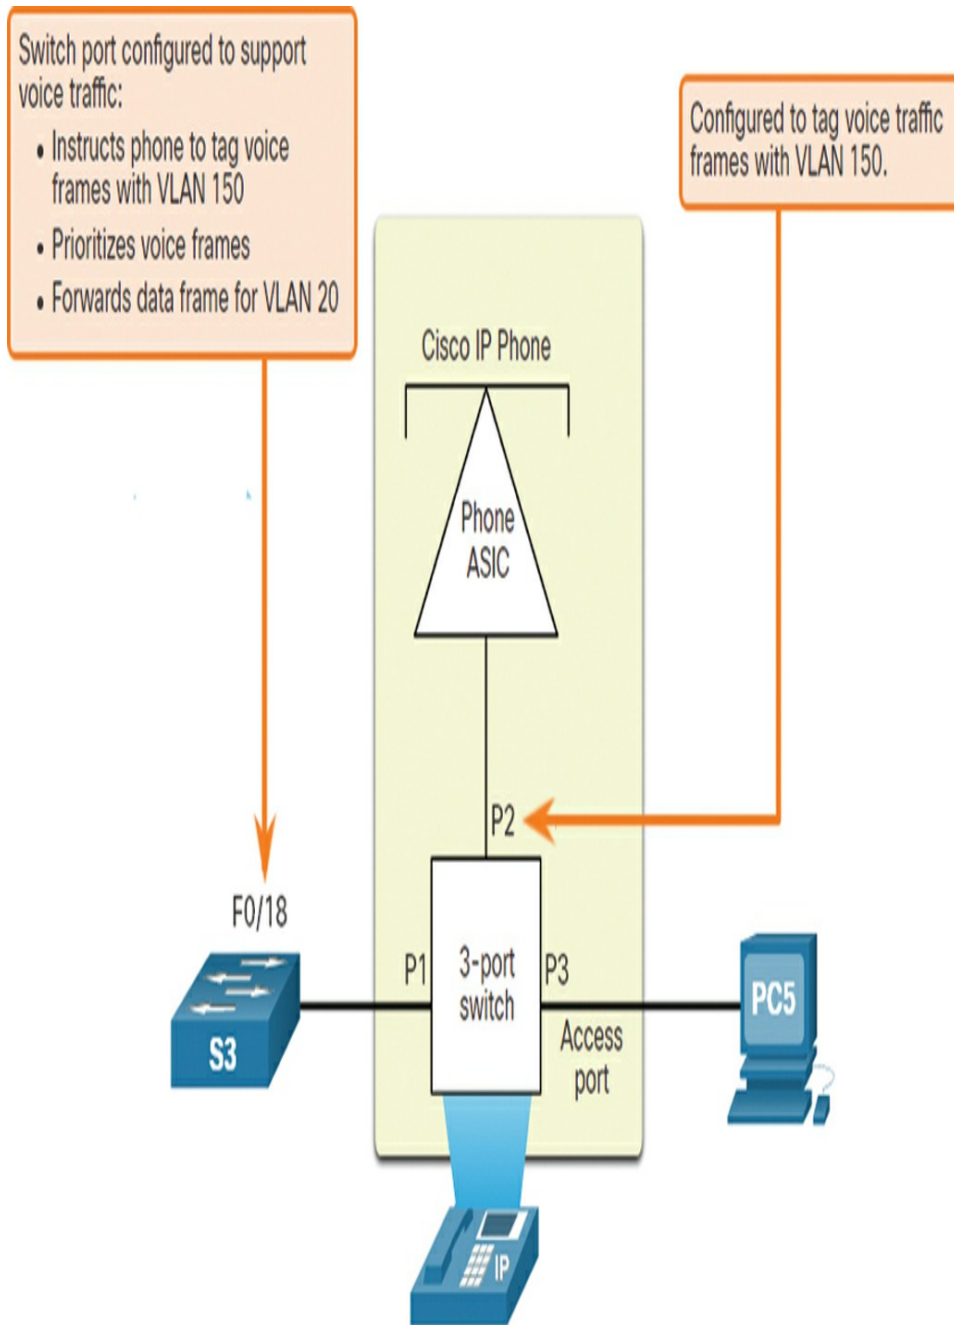 Switch port configured to support
voice traffic:
• Instructs phone to tag voice
frames with VLAN 150
• Prioritizes voice frames
• Forwards data frame for VLAN 20
Configured to tag voice traffic
frames with VLAN 150.
Cisco IP Phone
Phone
ASIC
P2
F0/18
P1
3-port
switch
P3
PC5
Access
port
S3
IP